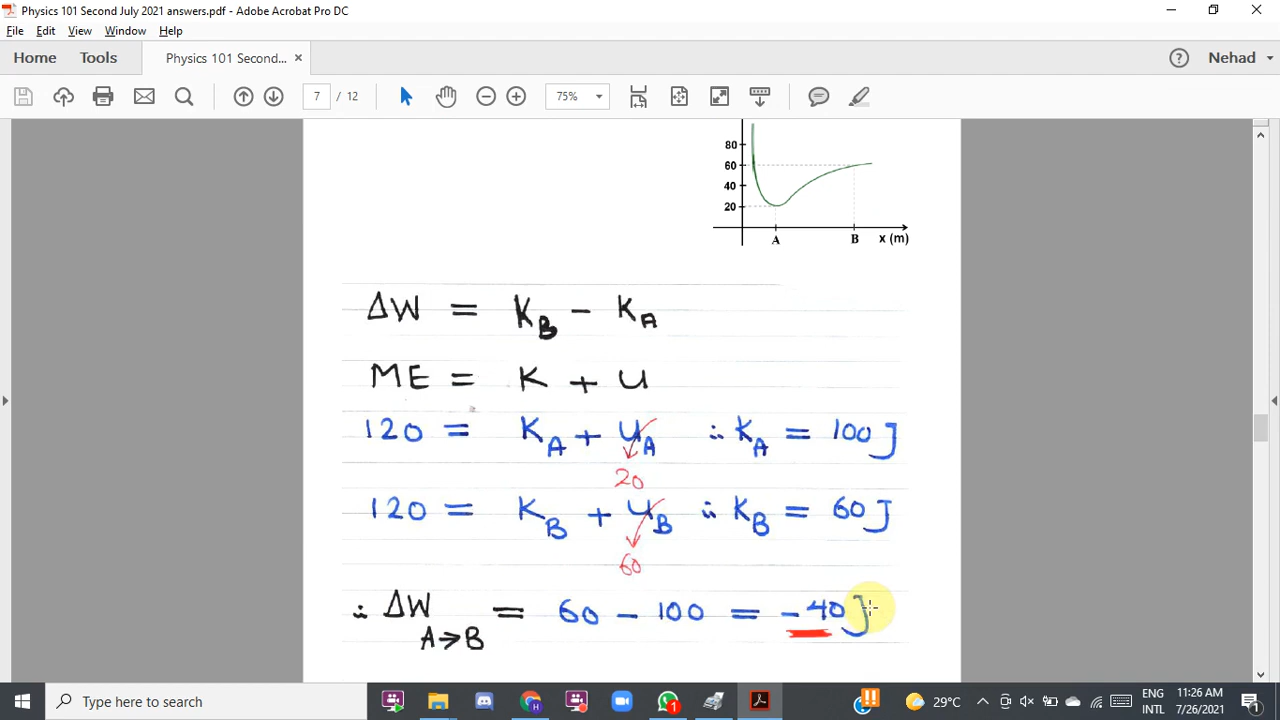 Physics 101 Second July 2021 answers.pdf - Adobe Acrobat Pro DC
File Edit View Window Help
Home Tools Physics 101 Second... × Nehad
7 / 12 75%
80
60
40
20
A B x (m)
ΔW = K_B - K_A
ME = K + U
120 = K_A + U_A ∴ K_A = 100 J
20
120 = K_B + U_B ∴ K_B = 60 J
60
∴ ΔW A→B = 60 - 100 = -40 J
Type here to search
29°C ENG INTL 11:26 AM 7/26/2021